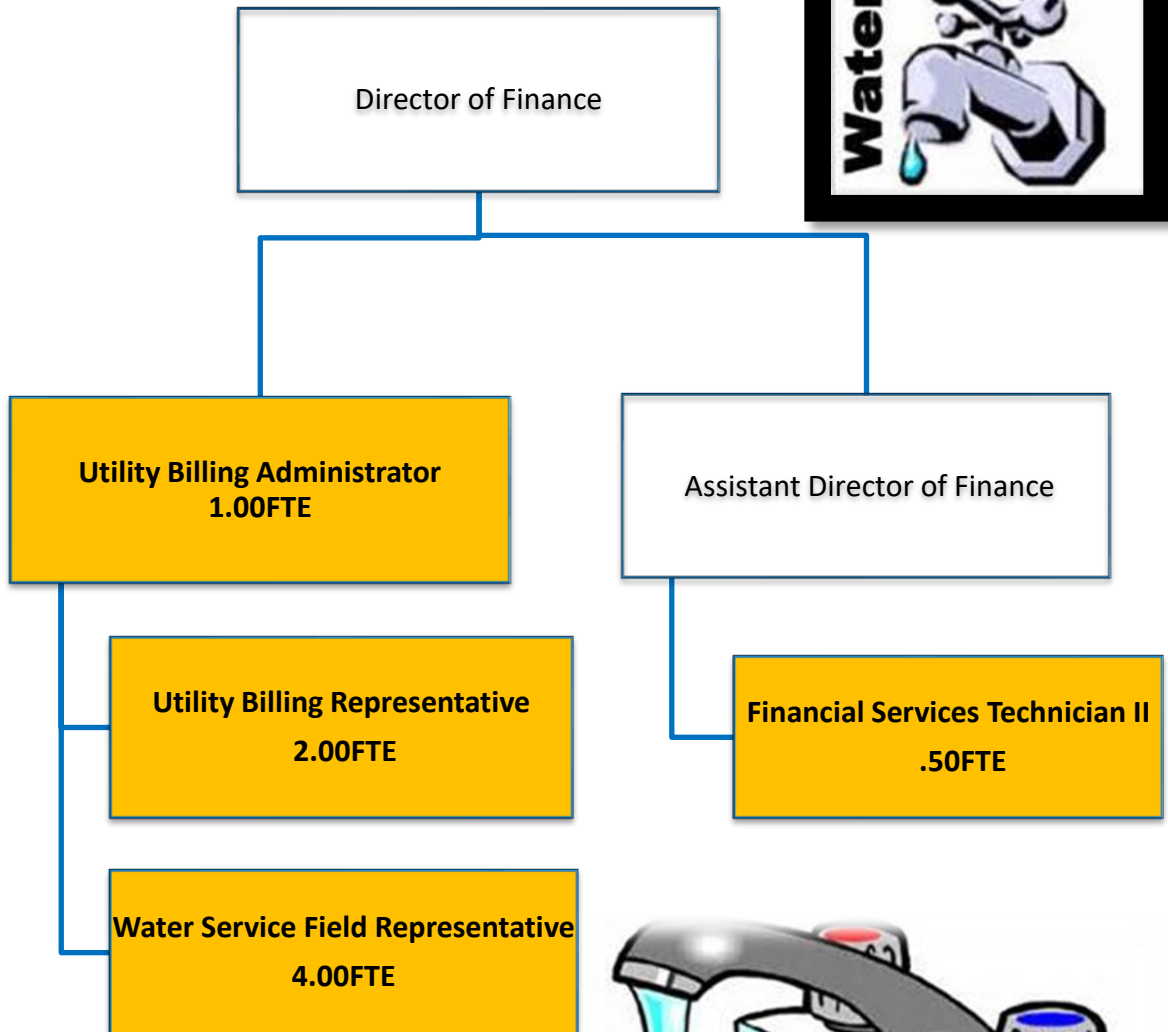 Water
Director of Finance
Utility Billing Administrator
1.00FTE
Assistant Director of Finance
Utility Billing Representative
2.00FTE
Financial Services Technician II
.50FTE
Water Service Field Representative
4.00FTE